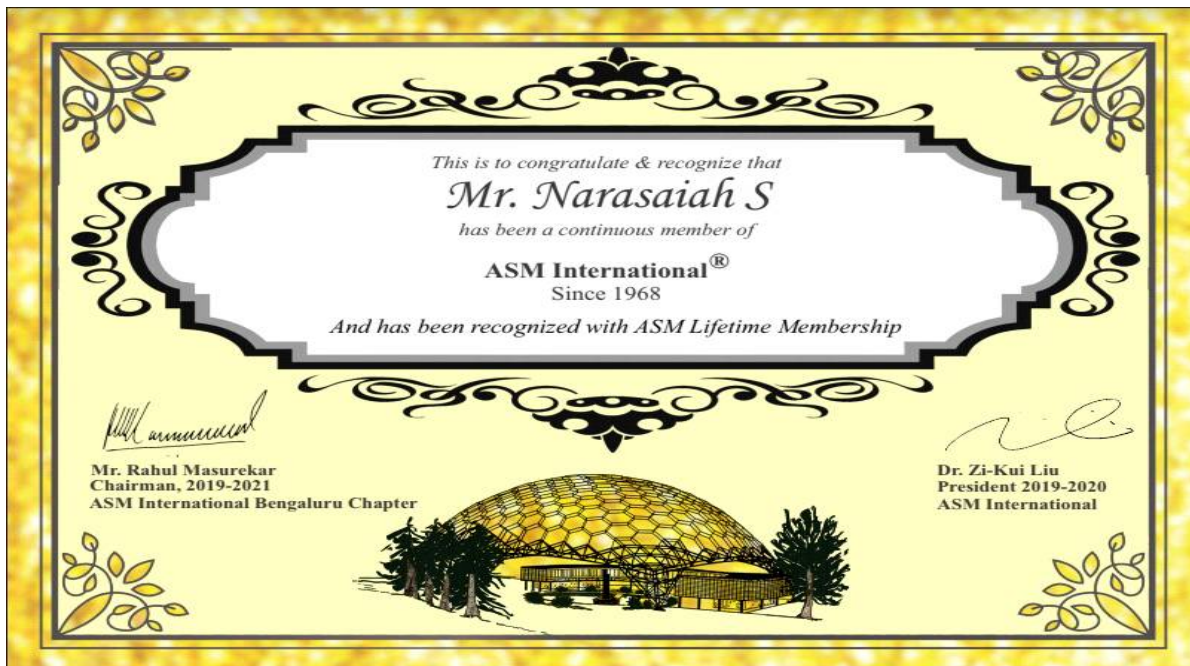 This is to congratulate & recognize that
Mr. Narasaiah S
has been a continuous member of
ASM International®
Since 1968
And has been recognized with ASM Lifetime Membership
Mr. Rahul Masurekar
Chairman, 2019-2021
ASM International Bengaluru Chapter
Dr. Zi-Kui Liu
President 2019-2020
ASM International